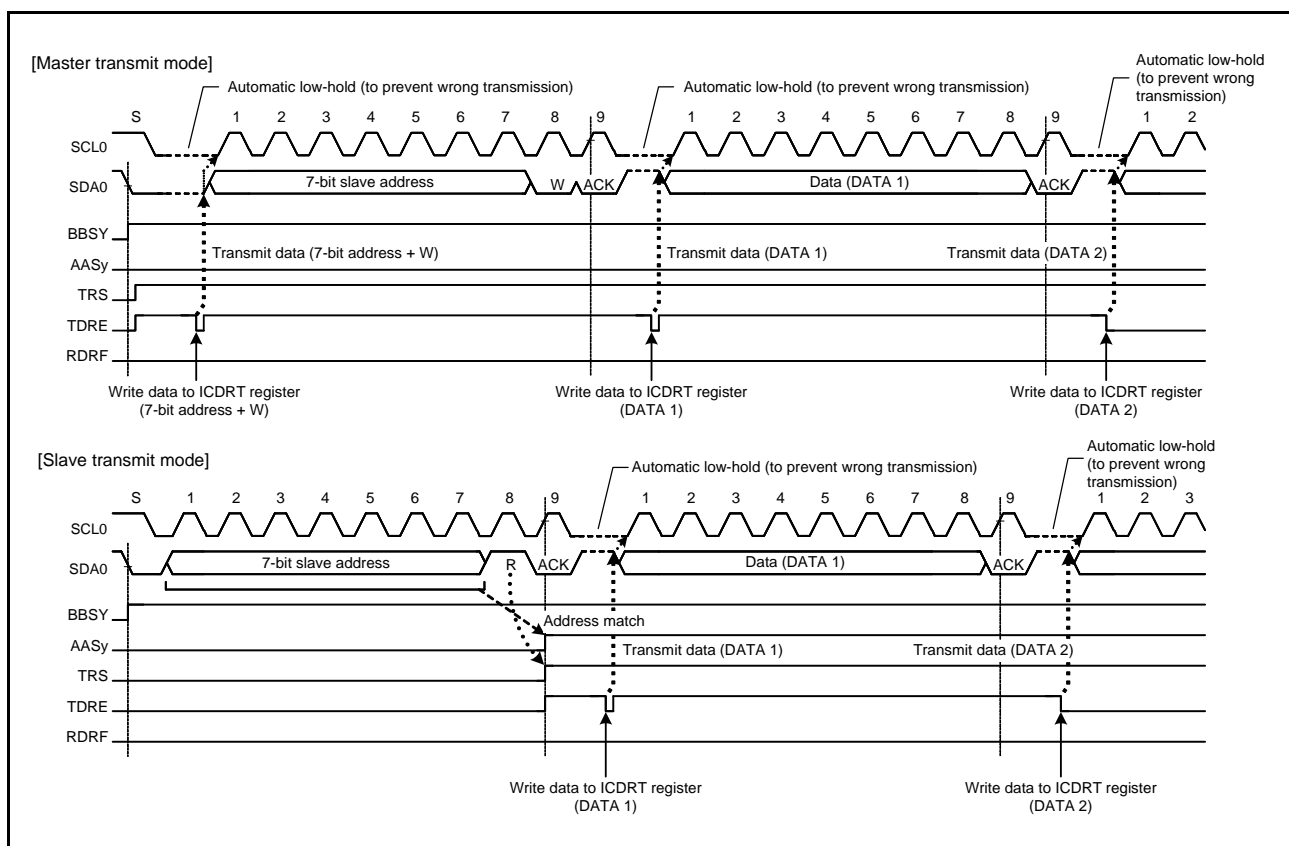 [Master transmit mode]
Automatic low-hold (to prevent wrong transmission)
Automatic low-hold (to prevent wrong transmission)
Automatic low-hold
(to prevent wrong
transmission)
S 1 2 3 4 5 6 7 8 9 1 2 3 4 5 6 7 8 9 1 2
SCL0
SDA0 7-bit slave address W ACK Data (DATA 1) ACK
BBSY
Transmit data (7-bit address + W) Transmit data (DATA 1) Transmit data (DATA 2)
AASy
TRS
TDRE
RDRF
Write data to ICDRT register
(7-bit address + W)
Write data to ICDRT register
(DATA 1)
Write data to ICDRT register
(DATA 2)
[Slave transmit mode]
Automatic low-hold (to prevent wrong transmission)
Automatic low-hold
(to prevent wrong
transmission)
S 1 2 3 4 5 6 7 8 9 1 2 3 4 5 6 7 8 9 1 2 3
SCL0
SDA0 7-bit slave address R ACK Data (DATA 1) ACK
BBSY
Address match
AASy
Transmit data (DATA 1) Transmit data (DATA 2)
TRS
TDRE
RDRF
Write data to ICDRT register
(DATA 1)
Write data to ICDRT register
(DATA 2)